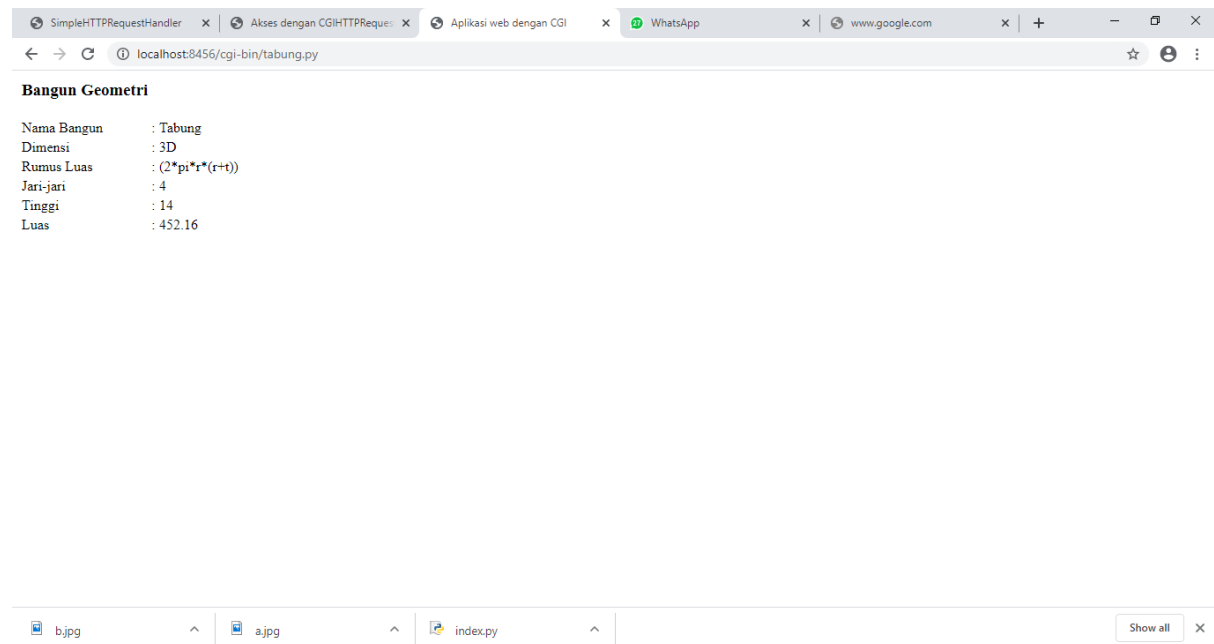 SimpleHTTPRequestHandler
Akses dengan CGIHTTPReques
Aplikasi web dengan CGI
27 WhatsApp
www.google.com
localhost:8456/cgi-bin/tabung.py
Bangun Geometri
Nama Bangun : Tabung
Dimensi : 3D
Rumus Luas : (2*pi*r*(r+t))
Jari-jari : 4
Tinggi : 14
Luas : 452.16
b.jpg
a.jpg
index.py
Show all